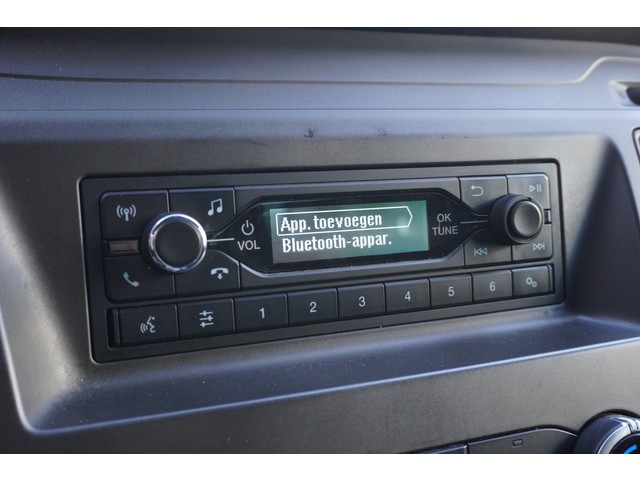 App. toevoegen
Bluetooth-appar.
VOL
OK
TUNE
1 2 3 4 5 6